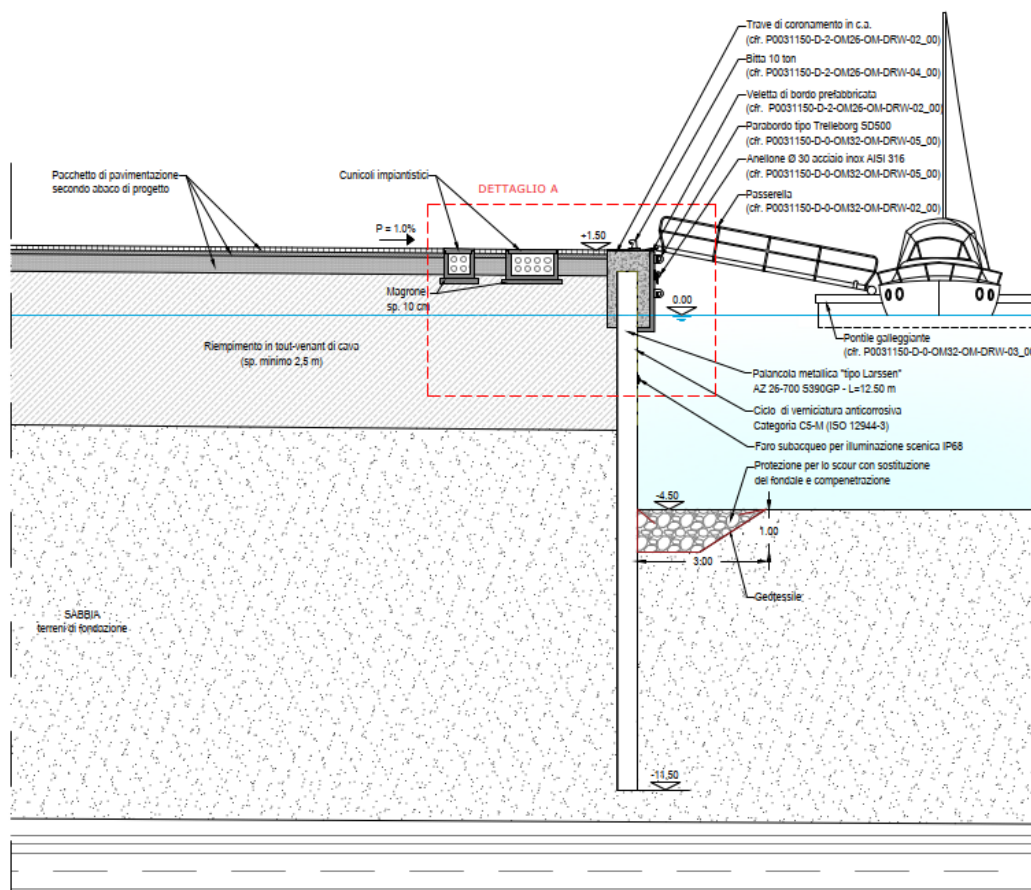 Trave di coronamento in c.a.
(cfr. P0031150-D-2-OM26-OM-DRW-02_00)
Bitta 10 ton
(cfr. P0031150-D-2-OM26-OM-DRW-04_00)
Veletta di bordo prefabbricata
(cfr. P0031150-D-2-OM26-OM-DRW-02_00)
Parabordo tipo Trelleborg SD500
(cfr. P0031150-D-0-OM32-OM-DRW-05_00)
Anellone Ø 30 acciaio inox AISI 316
(cfr. P0031150-D-0-OM32-OM-DRW-05_00)
Passerella
(cfr. P0031150-D-0-OM32-OM-DRW-02_00)
Pacchetto di pavimentazione
secondo abaco di progetto
Cunicoli impiantistici
DETTAGLIO A
P = 1.0%
+1.50
Magrone
sp. 10 cm
0.00
Riempimento in tout-venant di cava
(sp. minimo 2,5 m)
Pontile galleggiante
(cfr. P0031150-D-0-OM32-OM-DRW-03_0
Palancola metallica "tipo Larssen"
AZ 26-700 S390GP - L=12.50 m
Ciclo di verniciatura anticorrosiva
Categoria C5-M (ISO 12944-3)
Faro subacqueo per illuminazione scenica IP68
Protezione per lo scour con sostituzione
del fondale e compenetrazione
-4.50
1.00
3.00
Geotessile
SABBIA
terreni di fondazione
-11.50